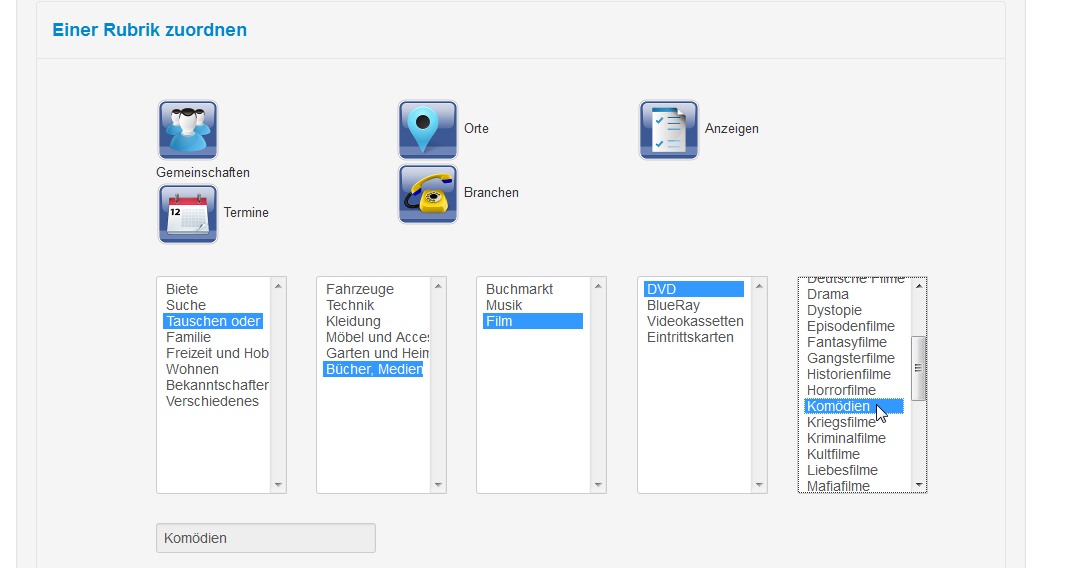 Einer Rubrik zuordnen
Orte
Anzeigen
Gemeinschaften
Branchen
12
Termine
Biete
Suche
Tauschen oder
Familie
Freizeit und Hob
Wohnen
Bekanntschafter
Verschiedenes
Fahrzeuge
Technik
Kleidung
Möbel und Acces
Garten und Heim
Bücher, Medien
Buchmarkt
Musik
Film
DVD
BlueRay
Videokassetten
Eintrittskarten
Deutsche Filme
Drama
Dystopie
Episodenfilme
Fantasyfilme
Gangsterfilme
Historienfilme
Horrorfilme
Komödien
Kriegsfilme
Kriminalfilme
Kultfilme
Liebesfilme
Mafiafilme
Komödien